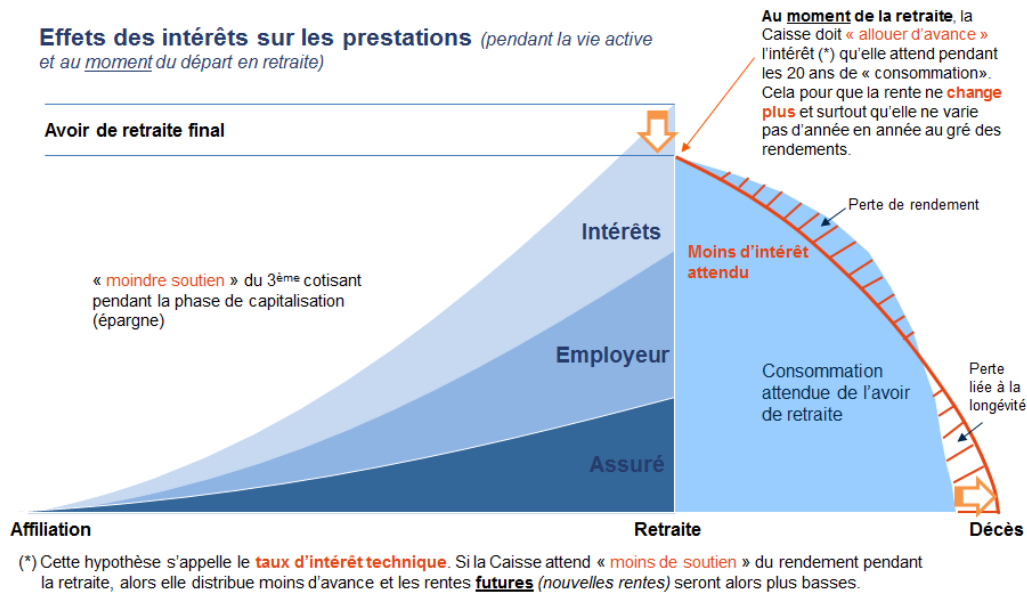 Effets des intérêts sur les prestations (pendant la vie active
et au moment du départ en retraite)
Au moment de la retraite, la
Caisse doit « allouer d’avance »
l’intérêt (*) qu’elle attend pendant
les 20 ans de « consommation».
Cela pour que la rente ne change
plus et surtout qu’elle ne varie
pas d’année en année au gré des
rendements.
Avoir de retraite final
Perte de rendement
Intérêts
Moins d’intérêt
attendu
« moindre soutien » du 3ème cotisant
pendant la phase de capitalisation
(épargne)
Employeur
Consommation
attendue de l’avoir
de retraite
Perte
liée à la
longévité
Assuré
Affiliation
Retraite
Décès
(*) Cette hypothèse s’appelle le taux d’intérêt technique. Si la Caisse attend « moins de soutien » du rendement pendant
la retraite, alors elle distribue moins d’avance et les rentes futures (nouvelles rentes) seront alors plus basses.